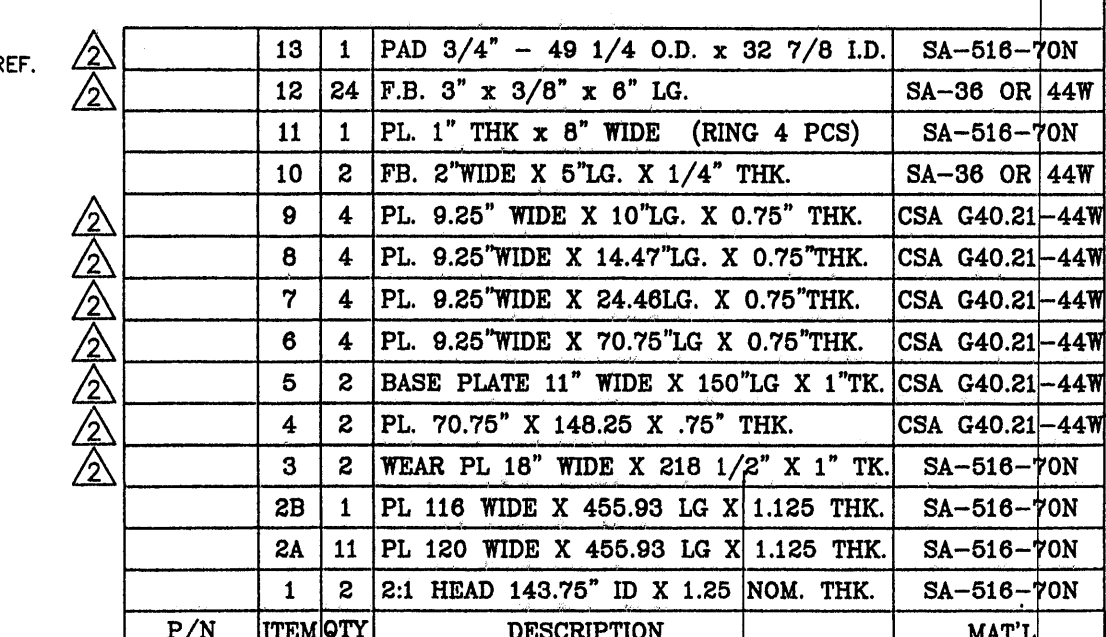 REF.
2 13 1 PAD 3/4" - 49 1/4 O.D. x 32 7/8 I.D. SA-516-70N
2 12 24 F.B. 3" x 3/8" x 6" LG. SA-36 OR 44W
11 1 PL. 1" THK x 8" WIDE (RING 4 PCS) SA-516-70N
10 2 FB. 2"WIDE X 5"LG. X 1/4" THK. SA-36 OR 44W
2 9 4 PL. 9.25" WIDE X 10"LG. X 0.75" THK. CSA G40.21-44W
2 8 4 PL. 9.25"WIDE X 14.47"LG. X 0.75"THK. CSA G40.21-44W
2 7 4 PL. 9.25"WIDE X 24.46LG. X 0.75"THK. CSA G40.21-44W
2 6 4 PL. 9.25"WIDE X 70.75"LG X 0.75"THK. CSA G40.21-44W
2 5 2 BASE PLATE 11" WIDE X 150"LG X 1"TK. CSA G40.21-44W
2 4 2 PL. 70.75" X 148.25 X .75" THK. CSA G40.21-44W
2 3 2 WEAR PL 18" WIDE X 218 1/2" X 1" TK. SA-516-70N
2B 1 PL 116 WIDE X 455.93 LG X 1.125 THK. SA-516-70N
2A 11 PL 120 WIDE X 455.93 LG X 1.125 THK. SA-516-70N
1 2 2:1 HEAD 143.75" ID X 1.25 NOM. THK. SA-516-70N
P/N ITEM QTY DESCRIPTION MAT'L